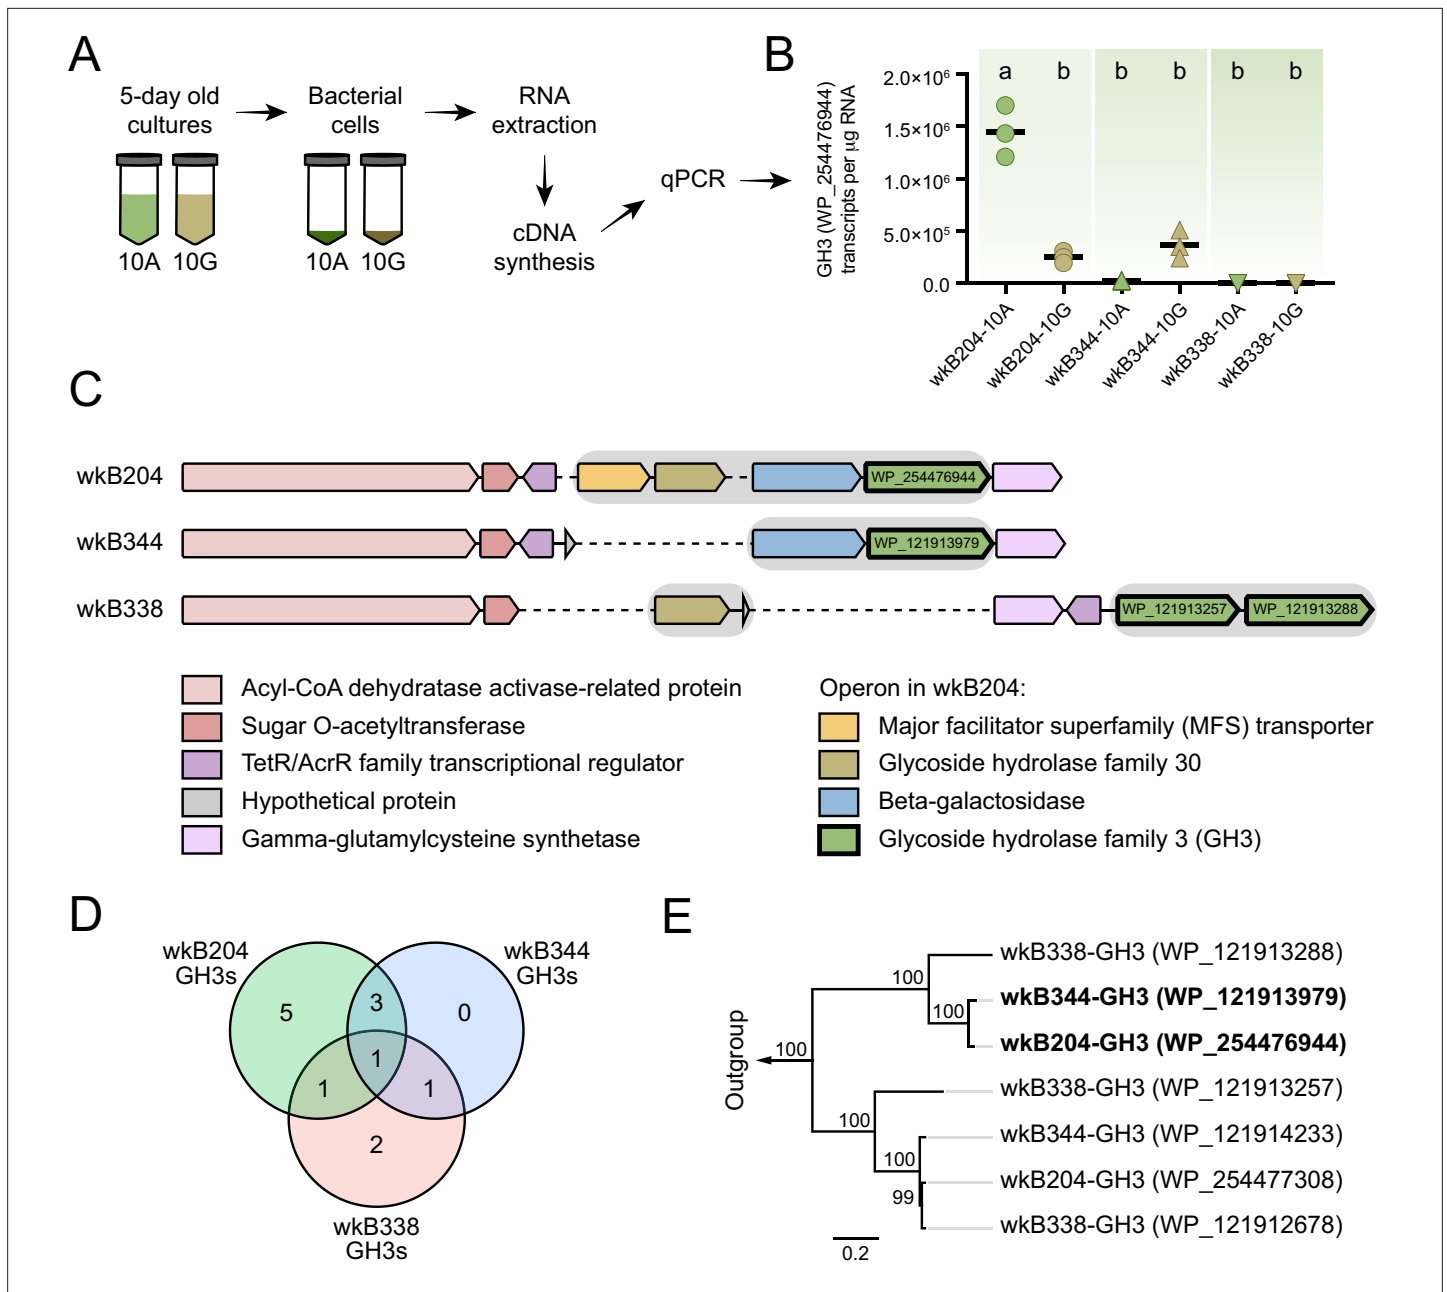 A
5-day old
cultures
Bacterial
cells
RNA
extraction
cDNA
synthesis
qPCR
10A
10G
10A
10G
B
GH3 (WP_254476944)
transcripts per µg RNA
2.0×10⁶
1.5×10⁶
1.0×10⁶
5.0×10⁵
0.0
a
b
b
b
b
b
wkB204-10A
wkB204-10G
wkB344-10A
wkB344-10G
wkB338-10A
wkB338-10G
C
wkB204
WP_254476944
wkB344
WP_121913979
wkB338
WP_121913257
WP_121913288
Acyl-CoA dehydratase activase-related protein
Sugar O-acetyltransferase
TetR/AcrR family transcriptional regulator
Hypothetical protein
Gamma-glutamylcysteine synthetase
Operon in wkB204:
Major facilitator superfamily (MFS) transporter
Glycoside hydrolase family 30
Beta-galactosidase
Glycoside hydrolase family 3 (GH3)
D
wkB204
GH3s
wkB344
GH3s
5
3
0
1
1
1
2
wkB338
GH3s
E
Outgroup
100
100
100
100
100
99
wkB338-GH3 (WP_121913288)
wkB344-GH3 (WP_121913979)
wkB204-GH3 (WP_254476944)
wkB338-GH3 (WP_121913257)
wkB344-GH3 (WP_121914233)
wkB204-GH3 (WP_254477308)
wkB338-GH3 (WP_121912678)
0.2